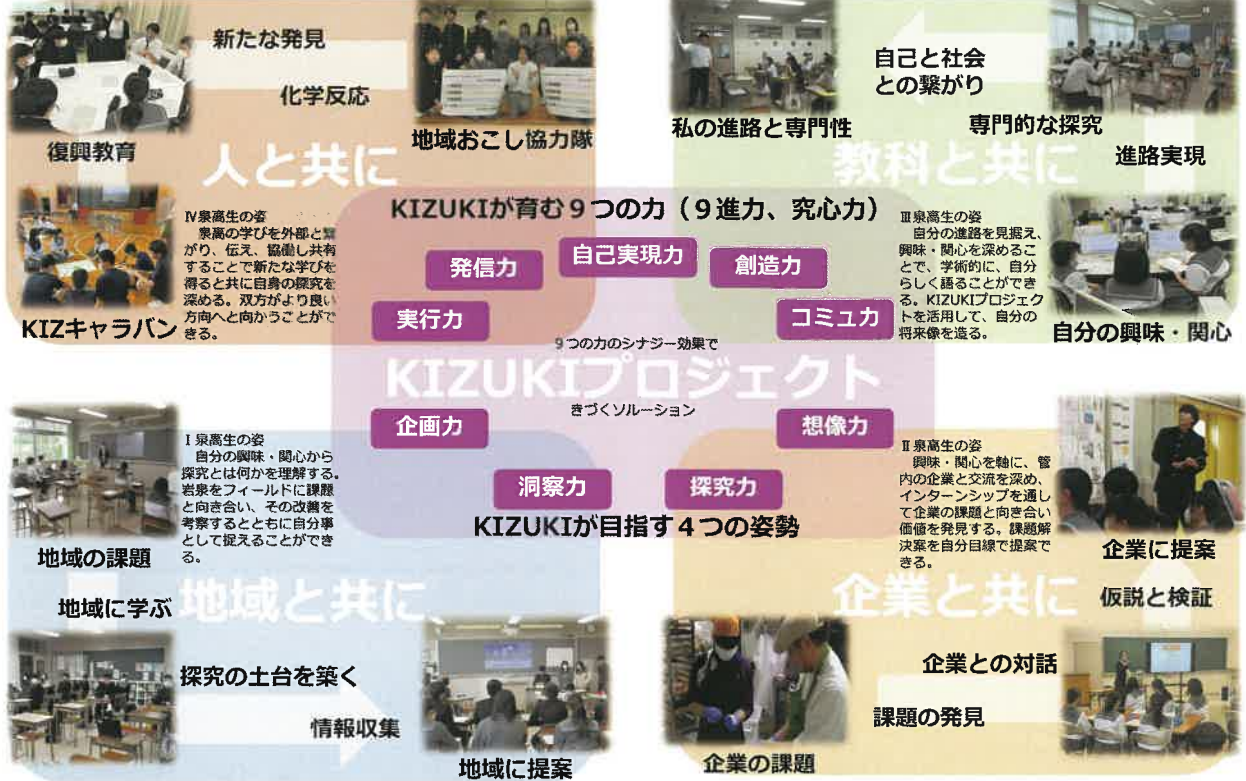 新たな発見
化学反応
復興教育
地域おこし協力隊
人と共に
Ⅳ泉高生の姿
泉高の学びを外部と繋
がり、伝え、協働し共有
することで新たな学びを
得ると共に自身の探究を
深める。双方がより良い
方向へと向かうことがで
きる。
KIZキャラバン
自己と社会
との繋がり
私の進路と専門性
専門的な探究
進路実現
教科と共に
Ⅲ泉高生の姿
自分の進路を見据え、
興味・関心を深めるこ
とで、学術的に、自分
らしく語ることができ
る。KIZUKIプロジェク
トを活用して、自分の
将来像を造る。
自分の興味・関心
KIZUKIが育む9つの力(9進力、究心力)
発信力
自己実現力
創造力
実行力
コミュ力
9つの力のシナジー効果で
KIZUKIプロジェクト
きづくソルーション
企画力
想像力
洞察力
探究力
KIZUKIが目指す4つの姿勢
Ⅰ泉高生の姿
自分の興味・関心から
探究とは何かを理解する。
岩泉をフィールドに課題
と向き合い、その改善を
考察するとともに自分事
として捉えることができ
る。
地域の課題
地域に学ぶ
地域と共に
探究の土台を築く
情報収集
地域に提案
Ⅱ泉高生の姿
興味・関心を軸に、管
内の企業と交流を深め、
インターンシップを通し
て企業の課題と向き合い
価値を発見する。課題解
決案を自分目線で提案で
きる。
企業に提案
企業と共に
仮説と検証
企業との対話
課題の発見
企業の課題